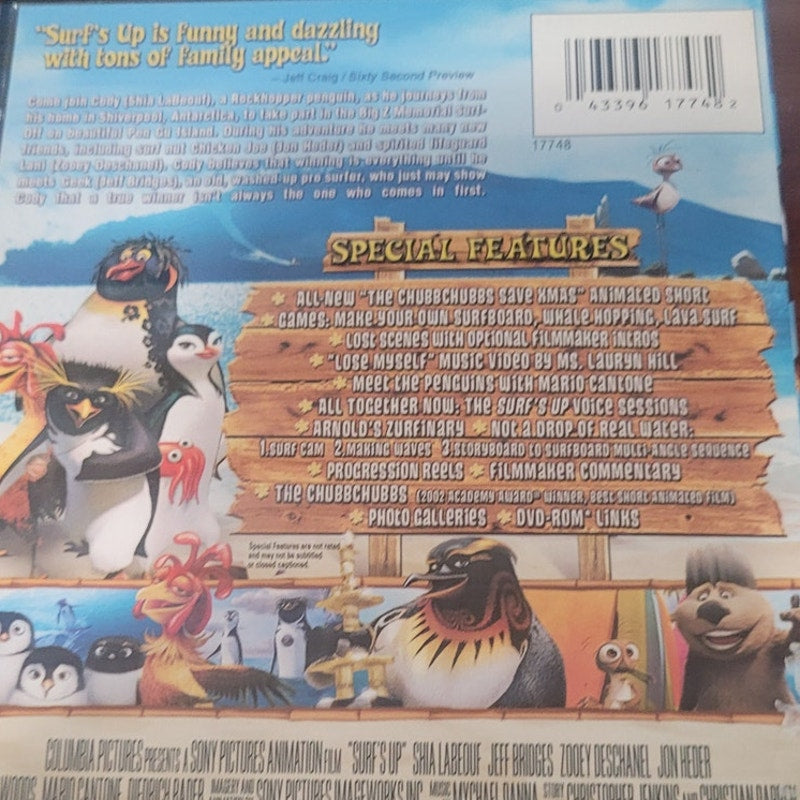 "Surf's Up is funny and dazzling
with tons of family appeal."
– Jeff Craig / Sixty Second Preview
Come join Cody (Shia LaBeouf), a Rockhopper penguin, as he journeys from
his home in Shiverpool, Antarctica, to take part in the Big Z Memorial Surf-
Off on beautiful Pen Gu Island. During his adventure he meets many new
friends, including surf nut Chicken Joe (Jon Heder) and spirited lifeguard
Lani (Zooey Deschanel). Cody believes that winning is everything until he
meets Geek (Jeff Bridges), an old, washed-up pro surfer, who just may show
Cody that a true winner isn't always the one who comes in first.
0 43396 17748 2
17748
SPECIAL FEATURES
ALL-NEW "THE CHUBBCHUBBS SAVE XMAS" ANIMATED SHORT
GAMES: MAKE-YOUR-OWN SURFBOARD, WHALE HOPPING, LAVA SURF
LOST SCENES WITH OPTIONAL FILMMAKER INTROS
"LOSE MYSELF" MUSIC VIDEO BY MS. LAURYN HILL
MEET THE PENGUINS WITH MARIO CANTONE
ALL TOGETHER NOW: THE SURF'S UP VOICE SESSIONS
ARNOLD'S ZURFINARY NOT A DROP OF REAL WATER:
1.SURF CAM 2.MAKING WAVES 3.STORYBOARD TO SURFBOARD MULTI-ANGLE SEQUENCE
PROGRESSION REELS FILMMAKER COMMENTARY
THE CHUBBCHUBBS (2002 ACADEMY AWARD® WINNER, BEST SHORT ANIMATED FILM)
PHOTO GALLERIES DVD-ROM* LINKS
Special Features are not rated
and may not be subtitled
or closed captioned.
COLUMBIA PICTURES PRESENTS A SONY PICTURES ANIMATION FILM "SURF'S UP" SHIA LABEOUF JEFF BRIDGES ZOOEY DESCHANEL JON HEDER
WOODS MARIO CANTONE DIEDRICH BADER IMAGERY AND SONY PICTURES IMAGEWORKS INC. MUSIC MYCHAEL DANNA STORY CHRISTOPHER JENKINS AND CHRISTIAN